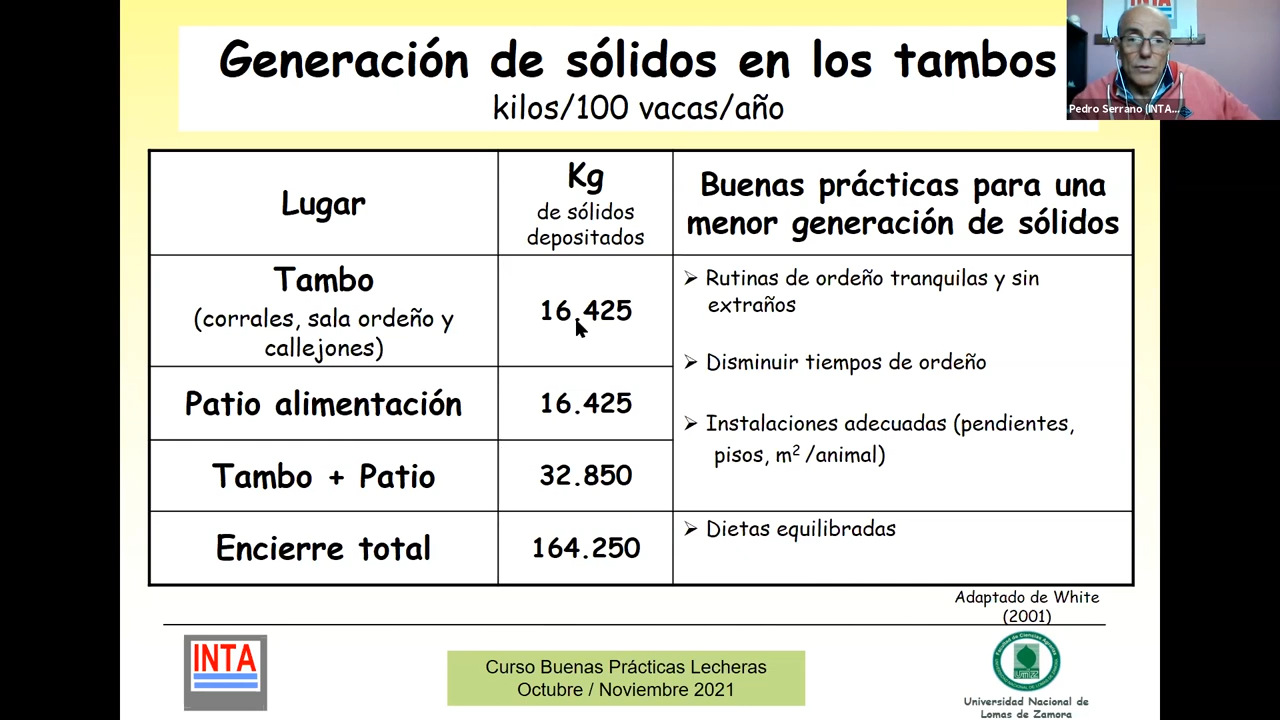 Generación de sólidos en los tambos
kilos/100 vacas/año
INTA
Pedro Serrano (INTA...
Lugar
Kg
de sólidos
depositados
Buenas prácticas para una
menor generación de sólidos
Tambo
(corrales, sala ordeño y
callejones)
16.425
➢ Rutinas de ordeño tranquilas y sin
extraños
➢ Disminuir tiempos de ordeño
➢ Instalaciones adecuadas (pendientes,
pisos, m² /animal)
Patio alimentación
16.425
Tambo + Patio
32.850
Encierre total
164.250
➢ Dietas equilibradas
Adaptado de White
(2001)
INTA
Curso Buenas Prácticas Lecheras
Octubre / Noviembre 2021
Universidad Nacional de
Lomas de Zamora